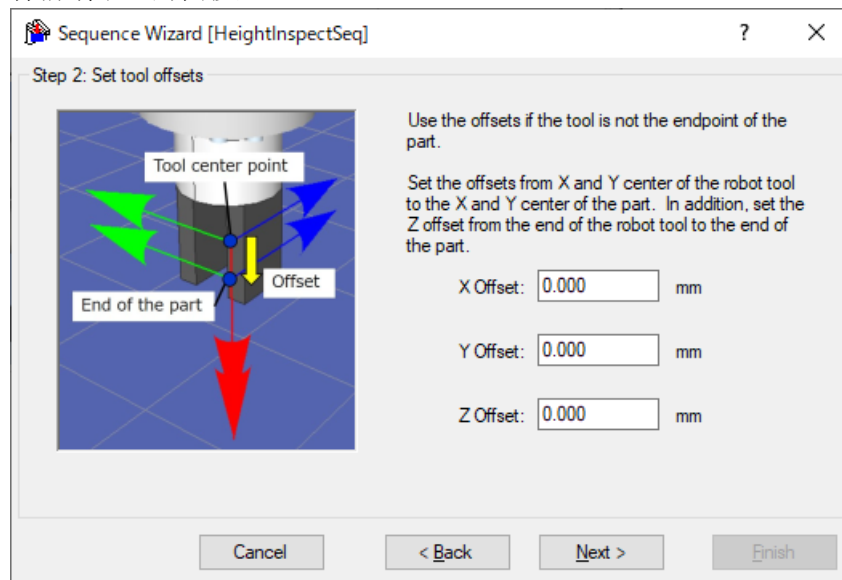 Sequence Wizard [HeightInspectSeq]
?
Step 2: Set tool offsets
Tool center point
Offset
End of the part
Use the offsets if the tool is not the endpoint of the
part.
Set the offsets from X and Y center of the robot tool
to the X and Y center of the part. In addition, set the
Z offset from the end of the robot tool to the end of
the part.
X Offset: 0.000 mm
Y Offset: 0.000 mm
Z Offset: 0.000 mm
Cancel < Back Next > Finish